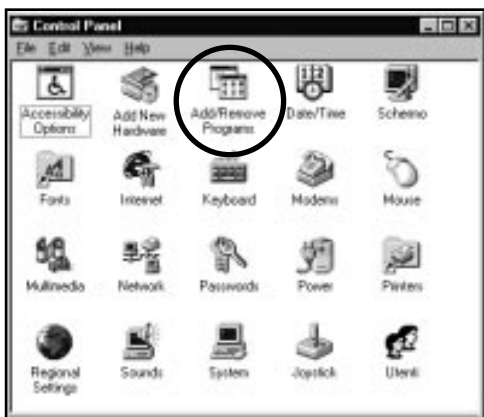 Control Panel
File Edit View Help
Accessibility Options
Add New Hardware
Add/Remove Programs
Date/Time
Schermo
Fonts
Internet
Keyboard
Modems
Mouse
Multimedia
Network
Passwords
Power
Printers
Regional Settings
Sounds
System
Joystick
Utenti